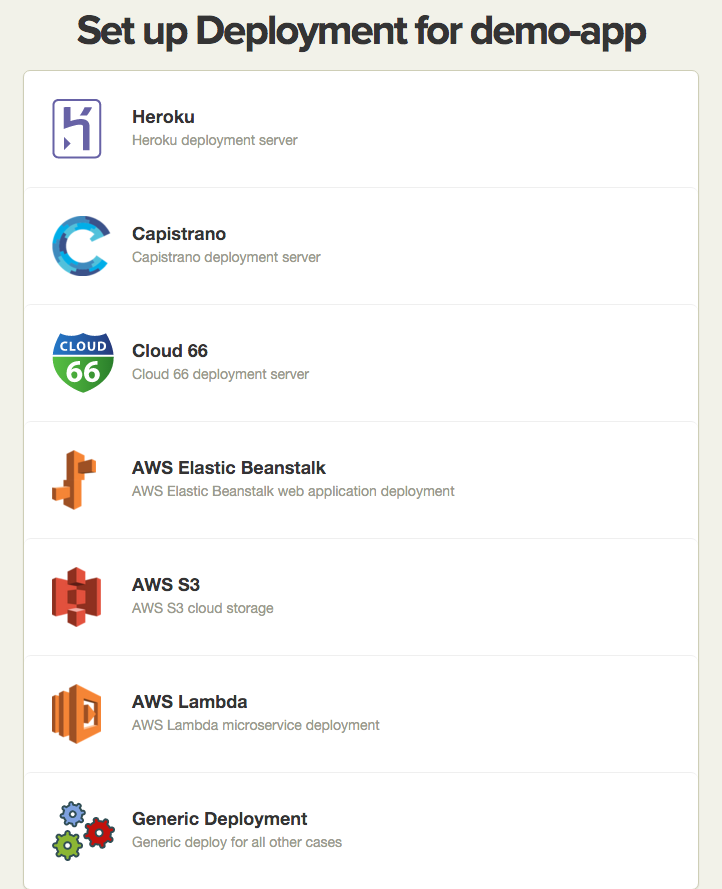 Set up Deployment for demo-app
Heroku
Heroku deployment server
Capistrano
Capistrano deployment server
CLOUD
66
Cloud 66
Cloud 66 deployment server
AWS Elastic Beanstalk
AWS Elastic Beanstalk web application deployment
AWS S3
AWS S3 cloud storage
AWS Lambda
AWS Lambda microservice deployment
Generic Deployment
Generic deploy for all other cases